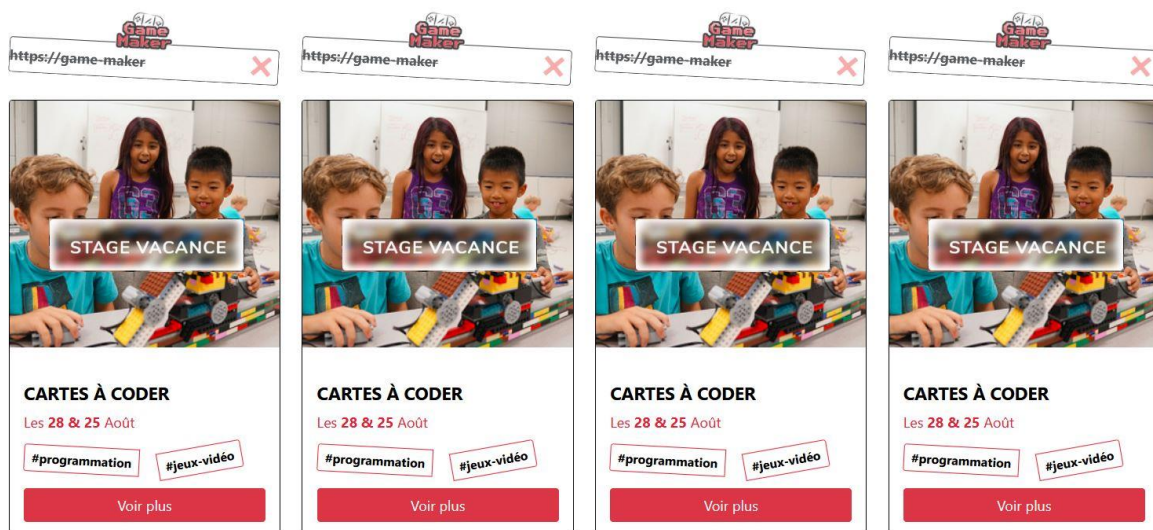 Game Maker
https://game-maker
Game Maker
https://game-maker
Game Maker
https://game-maker
Game Maker
https://game-maker
STAGE VACANCE
STAGE VACANCE
STAGE VACANCE
STAGE VACANCE
CARTES À CODER
Les 28 & 25 Août
#programmation
#jeux-vidéo
Voir plus
CARTES À CODER
Les 28 & 25 Août
#programmation
#jeux-vidéo
Voir plus
CARTES À CODER
Les 28 & 25 Août
#programmation
#jeux-vidéo
Voir plus
CARTES À CODER
Les 28 & 25 Août
#programmation
#jeux-vidéo
Voir plus